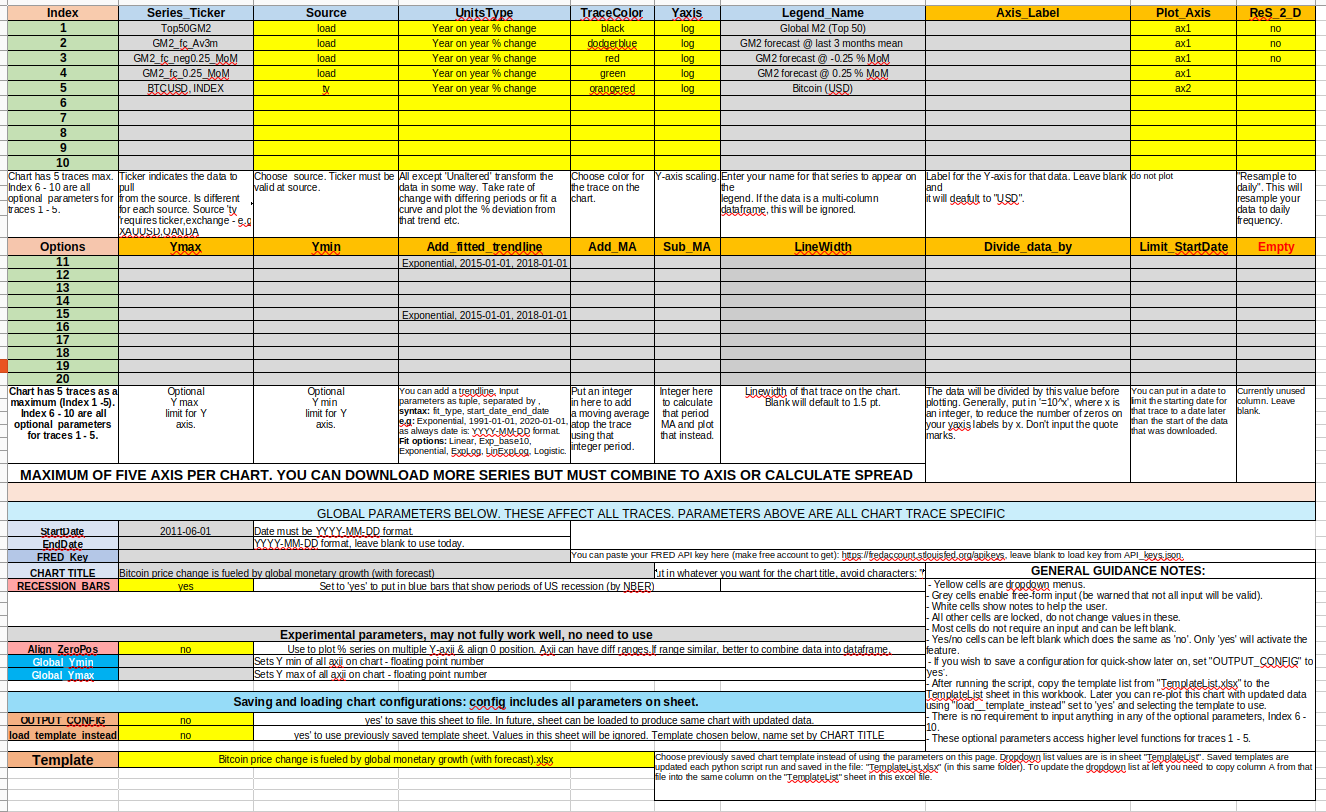 Index Series_Ticker Source UnitsType TraceColor Yaxis Legend_Name Axis_Label Plot_Axis ReS_2_D
1 Top50GM2 load Year on year % change black log Global M2 (Top 50) ax1 no
2 GM2_fc_Av3m load Year on year % change dodgerblue log GM2 forecast @ last 3 months mean ax1 no
3 GM2_fc_neg0.25_MoM load Year on year % change red log GM2 forecast @ -0.25 % MoM ax1 no
4 GM2_fc_0.25_MoM load Year on year % change green log GM2 forecast @ 0.25 % MoM ax1
5 BTCUSD, INDEX tv Year on year % change orangered log Bitcoin (USD) ax2
6
7
8
9
10
Chart has 5 traces max.
Index 6 - 10 are all
optional parameters for
traces 1 - 5.
Ticker indicates the data to
pull
from the source. Is different
for each source. Source 'tv
'requires ticker,exchange - e.g
XAUUSD,OANDA
Choose source. Ticker must be
valid at source.
All except 'Unaltered' transform the
data in some way. Take rate of
change with differing periods or fit a
curve and plot the % deviation from
that trend etc.
Choose color for
the trace on the
chart.
Y-axis scaling.
Enter your name for that series to appear on
the
legend. If the data is a multi-column
dataframe, this will be ignored.
Label for the Y-axis for that data. Leave blank
and
it will deafult to "USD".
do not plot
"Resample to
daily". This will
resample your
data to daily
frequency.
Options Ymax Ymin Add_fitted_trendline Add_MA Sub_MA LineWidth Divide_data_by Limit_StartDate Empty
11 Exponential, 2015-01-01, 2018-01-01
12
13
14
15 Exponential, 2015-01-01, 2018-01-01
16
17
18
19
20
Chart has 5 traces as a
maximum (Index 1 -5).
Index 6 - 10 are all
optional parameters
for traces 1 - 5.
Optional
Y max
limit for Y
axis.
Optional
Y min
limit for Y
axis.
You can add a trendline. Input
parameters as tuple, separated by ,
syntax: fit_type, start_date_end_date
e.g: Exponential, 1991-01-01, 2020-01-01,
as always date is: YYYY-MM-DD format.
Fit options: Linear, Exp_base10,
Exponential, ExpLog, LinExpLog, Logistic.
Put an integer
in here to add
a moving average
atop the trace
using that
integer period.
Integer here
to calculate
that period
MA and plot
that instead.
Linewidth of that trace on the chart.
Blank will default to 1.5 pt.
The data will be divided by this value before
plotting. Generally, put in '=10^x', where x is
an integer, to reduce the number of zeros on
your yaxis labels by x. Don't input the quote
marks.
You can put in a date to
limit the starting date for
that trace to a date later
than the start of the data
that was downloaded.
Currently unused
column. Leave
blank.
MAXIMUM OF FIVE AXIS PER CHART. YOU CAN DOWNLOAD MORE SERIES BUT MUST COMBINE TO AXIS OR CALCULATE SPREAD
GLOBAL PARAMETERS BELOW. THESE AFFECT ALL TRACES. PARAMETERS ABOVE ARE ALL CHART TRACE SPECIFIC
StartDate 2011-06-01 Date must be YYYY-MM-DD format.
EndDate YYYY-MM-DD format, leave blank to use today.
FRED_Key You can paste your FRED API key here (make free account to get): https://fredaccount.stlouisfed.org/apikeys, leave blank to load key from API_keys.json.
CHART TITLE Bitcoin price change is fueled by global monetary growth (with forecast) ut in whatever you want for the chart title, avoid characters: "*
RECESSION_BARS yes Set to 'yes' to put in blue bars that show periods of US recession (by NBER)
GENERAL GUIDANCE NOTES:
- Yellow cells are dropdown menus.
- Grey cells enable free-form input (be warned that not all input will be valid).
- White cells show notes to help the user.
- All other cells are locked, do not change values in these.
- Most cells do not require an input and can be left blank.
- Yes/no cells can be left blank which does the same as 'no'. Only 'yes' will activate the
feature.
- If you wish to save a configuration for quick-show later on, set "OUTPUT_CONFIG" to
'yes'.
- After running the script, copy the template list from "TemplateList.xlsx" to the
TemplateList sheet in this workbook. Later you can re-plot this chart with updated data
using "load__template_instead" set to 'yes' and selecting the template to use.
- There is no requirement to input anything in any of the optional parameters, Index 6 -
10.
- These optional parameters access higher level functions for traces 1 - 5.
Experimental parameters, may not fully work well, no need to use
Align_ZeroPos no Use to plot % series on multiple Y-axii & align 0 position. Axii can have diff ranges.If range similar, better to combine data into dataframe.
Global_Ymin Sets Y min of all axii on chart - floating point number
Global_Ymax Sets Y max of all axii on chart - floating point number
Saving and loading chart configurations: config includes all parameters on sheet.
OUTPUT_CONFIG no yes' to save this sheet to file. In future, sheet can be loaded to produce same chart with updated data.
load_template_instead no yes' to use previously saved template sheet. Values in this sheet will be ignored. Template chosen below, name set by CHART TITLE
Template Bitcoin price change is fueled by global monetary growth (with forecast).xlsx
Choose previously saved chart template instead of using the parameters on this page. Dropdown list values are in sheet "TemplateList". Saved templates are
updated each python script run and saved in the file: "TemplateList.xlsx" (in this same folder). To update the dropdown list at left you need to copy column A from that
file into the same column on the "TemplateList" sheet in this excel file.